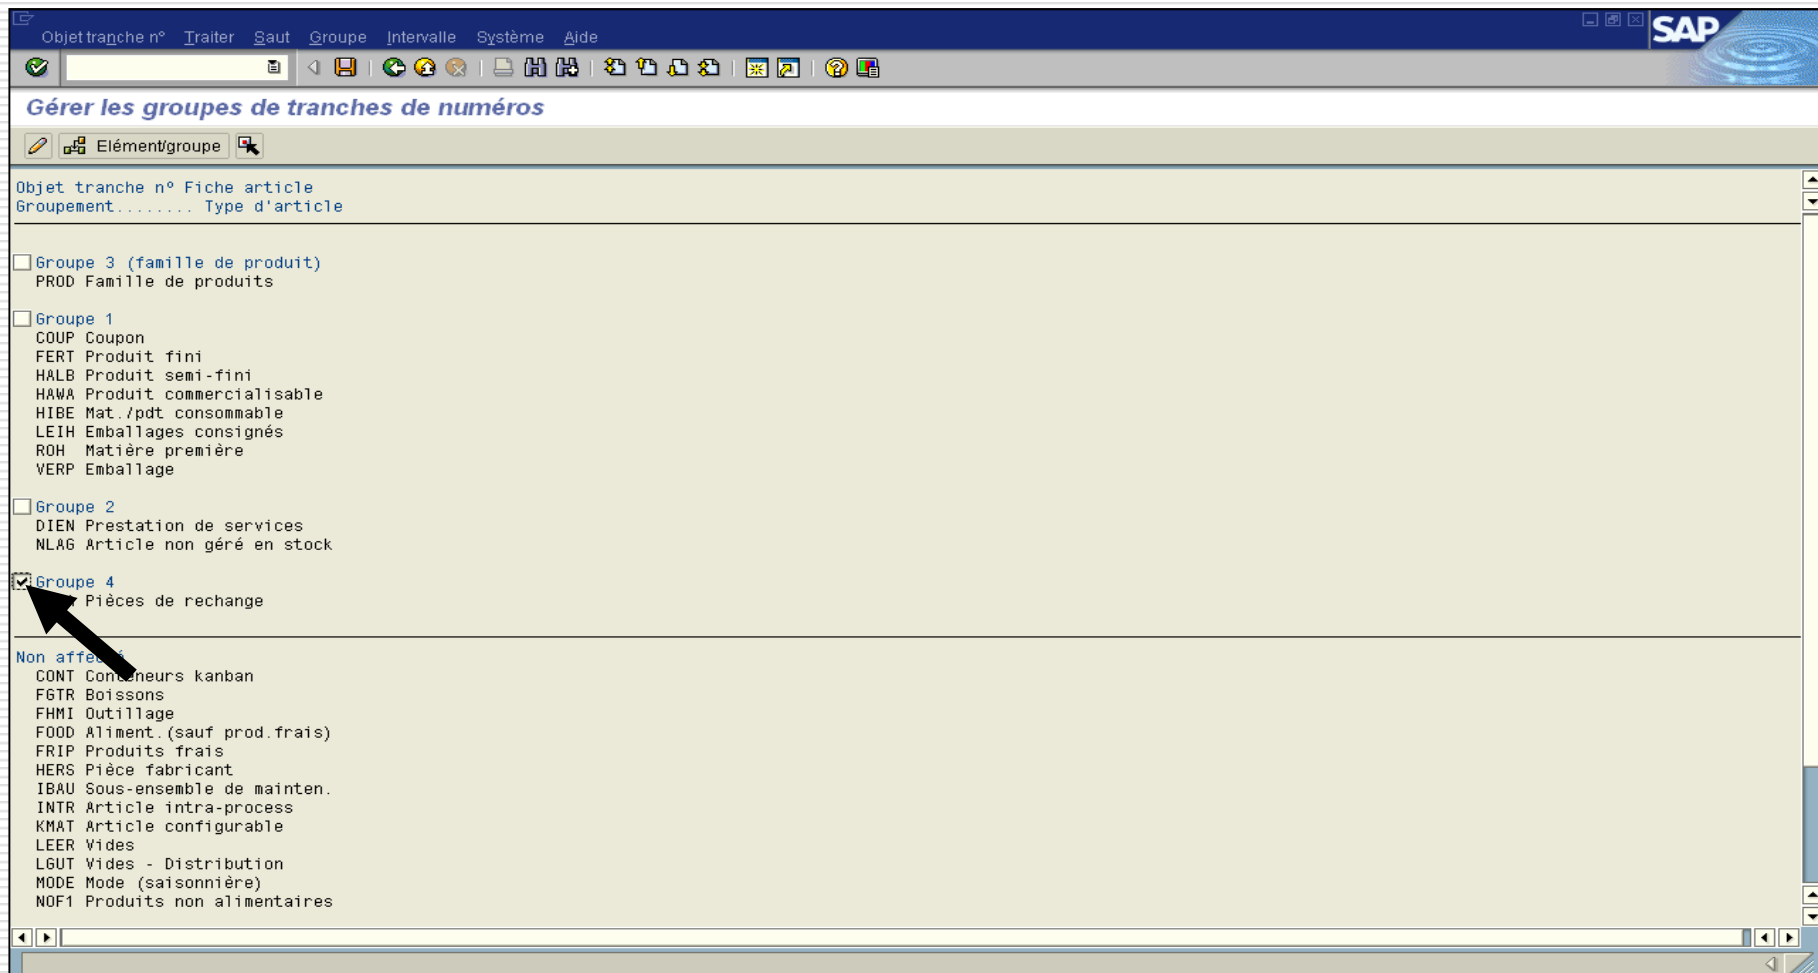 Objet tranche n° Traiter Saut Groupe Intervalle Système Aide
SAP
Gérer les groupes de tranches de numéros
Elément/groupe
Objet tranche n° Fiche article
Groupement........ Type d'article
Groupe 3 (famille de produit)
PROD Famille de produits
Groupe 1
COUP Coupon
FERT Produit fini
HALB Produit semi-fini
HAWA Produit commercialisable
HIBE Mat./pdt consommable
LEIH Emballages consignés
ROH Matière première
VERP Emballage
Groupe 2
DIEN Prestation de services
NLAG Article non géré en stock
Groupe 4
Pièces de rechange
Non affecté
CONT Conteneurs kanban
FGTR Boissons
FHMI Outillage
FOOD Aliment.(sauf prod.frais)
FRIP Produits frais
HERS Pièce fabricant
IBAU Sous-ensemble de mainten.
INTR Article intra-process
KMAT Article configurable
LEER Vides
LGUT Vides - Distribution
MODE Mode (saisonnière)
NOF1 Produits non alimentaires